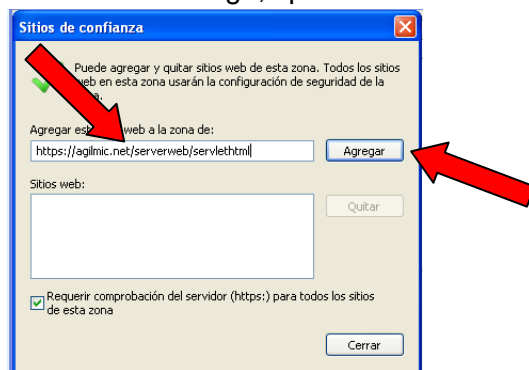 Sitios de confianza
Puede agregar y quitar sitios web de esta zona. Todos los sitios
web en esta zona usarán la configuración de seguridad de la
Agregar web a la zona de:
https://agilmic.net/serverweb/servlethtml
Agregar
Sitios web:
Quitar
Requerir comprobación del servidor (https:) para todos los sitios
de esta zona
Cerrar